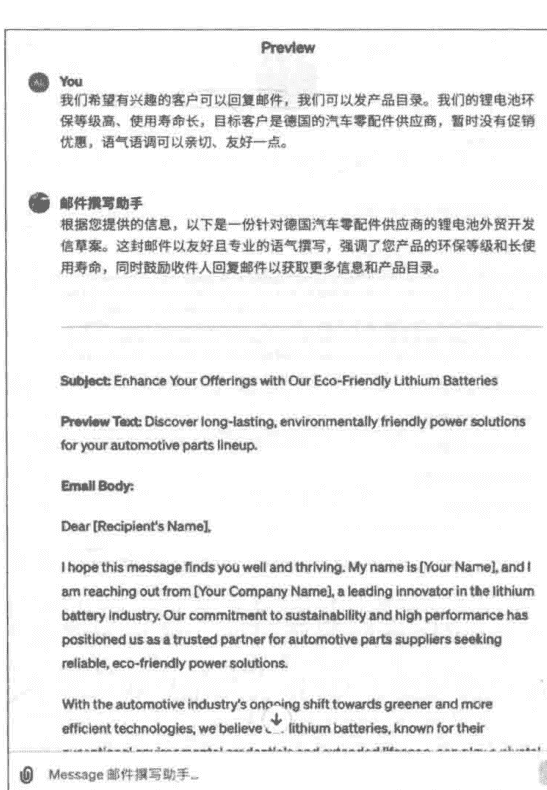 Preview
You
我们希望有兴趣的客户可以回复邮件，我们可以发产品目录。我们的锂电池环
保等级高、使用寿命长，目标客户是德国的汽车零配件供应商，暂时没有促销
优惠，语气语调可以亲切、友好一点。
邮件撰写助手
根据您提供的信息，以下是一份针对德国汽车零配件供应商的锂电池外贸开发
信草案。这封邮件以友好且专业的语气撰写，强调了您产品的环保等级和长使
用寿命，同时鼓励收件人回复邮件以获取更多信息和产品目录。
Subject: Enhance Your Offerings with Our Eco-Friendly Lithium Batteries
Preview Text: Discover long-lasting, environmentally friendly power solutions
for your automotive parts lineup.
Email Body:
Dear [Recipient's Name],
I hope this message finds you well and thriving. My name is [Your Name], and I
am reaching out from [Your Company Name], a leading innovator in the lithium
battery industry. Our commitment to sustainability and high performance has
positioned us as a trusted partner for automotive parts suppliers seeking
reliable, eco-friendly power solutions.
With the automotive industry's ongoing shift towards greener and more
efficient technologies, we believe lithium batteries, known for their
Message 邮件撰写助手…